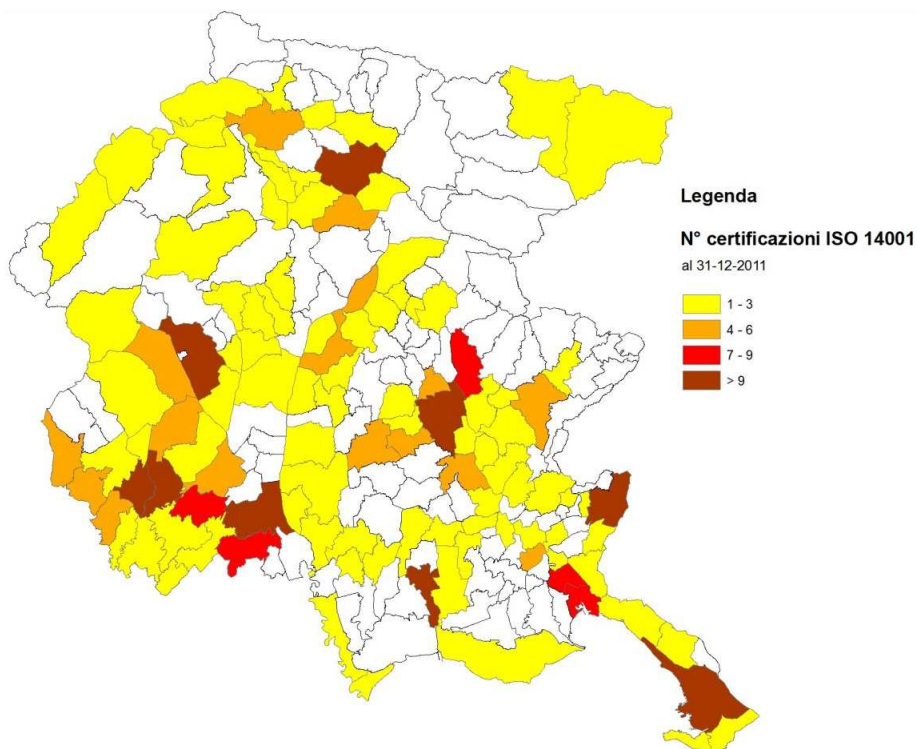 Legenda
N° certificazioni ISO 14001
al 31-12-2011
1 - 3
4 - 6
7 - 9
> 9